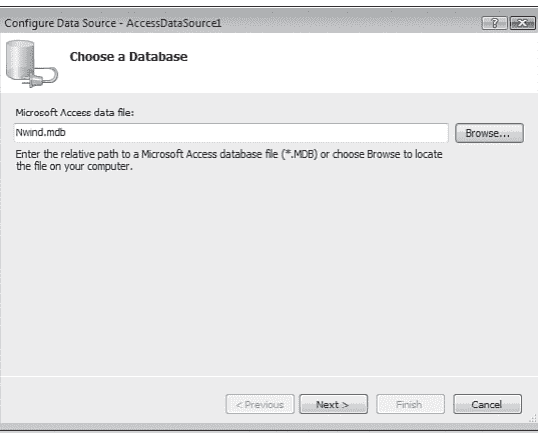 Configure Data Source - AccessDataSource1
Choose a Database
Microsoft Access data file:
Nwind.mdb
Browse...
Enter the relative path to a Microsoft Access database file (*.MDB) or choose Browse to locate
the file on your computer.
< Previous
Next >
Finish
Cancel